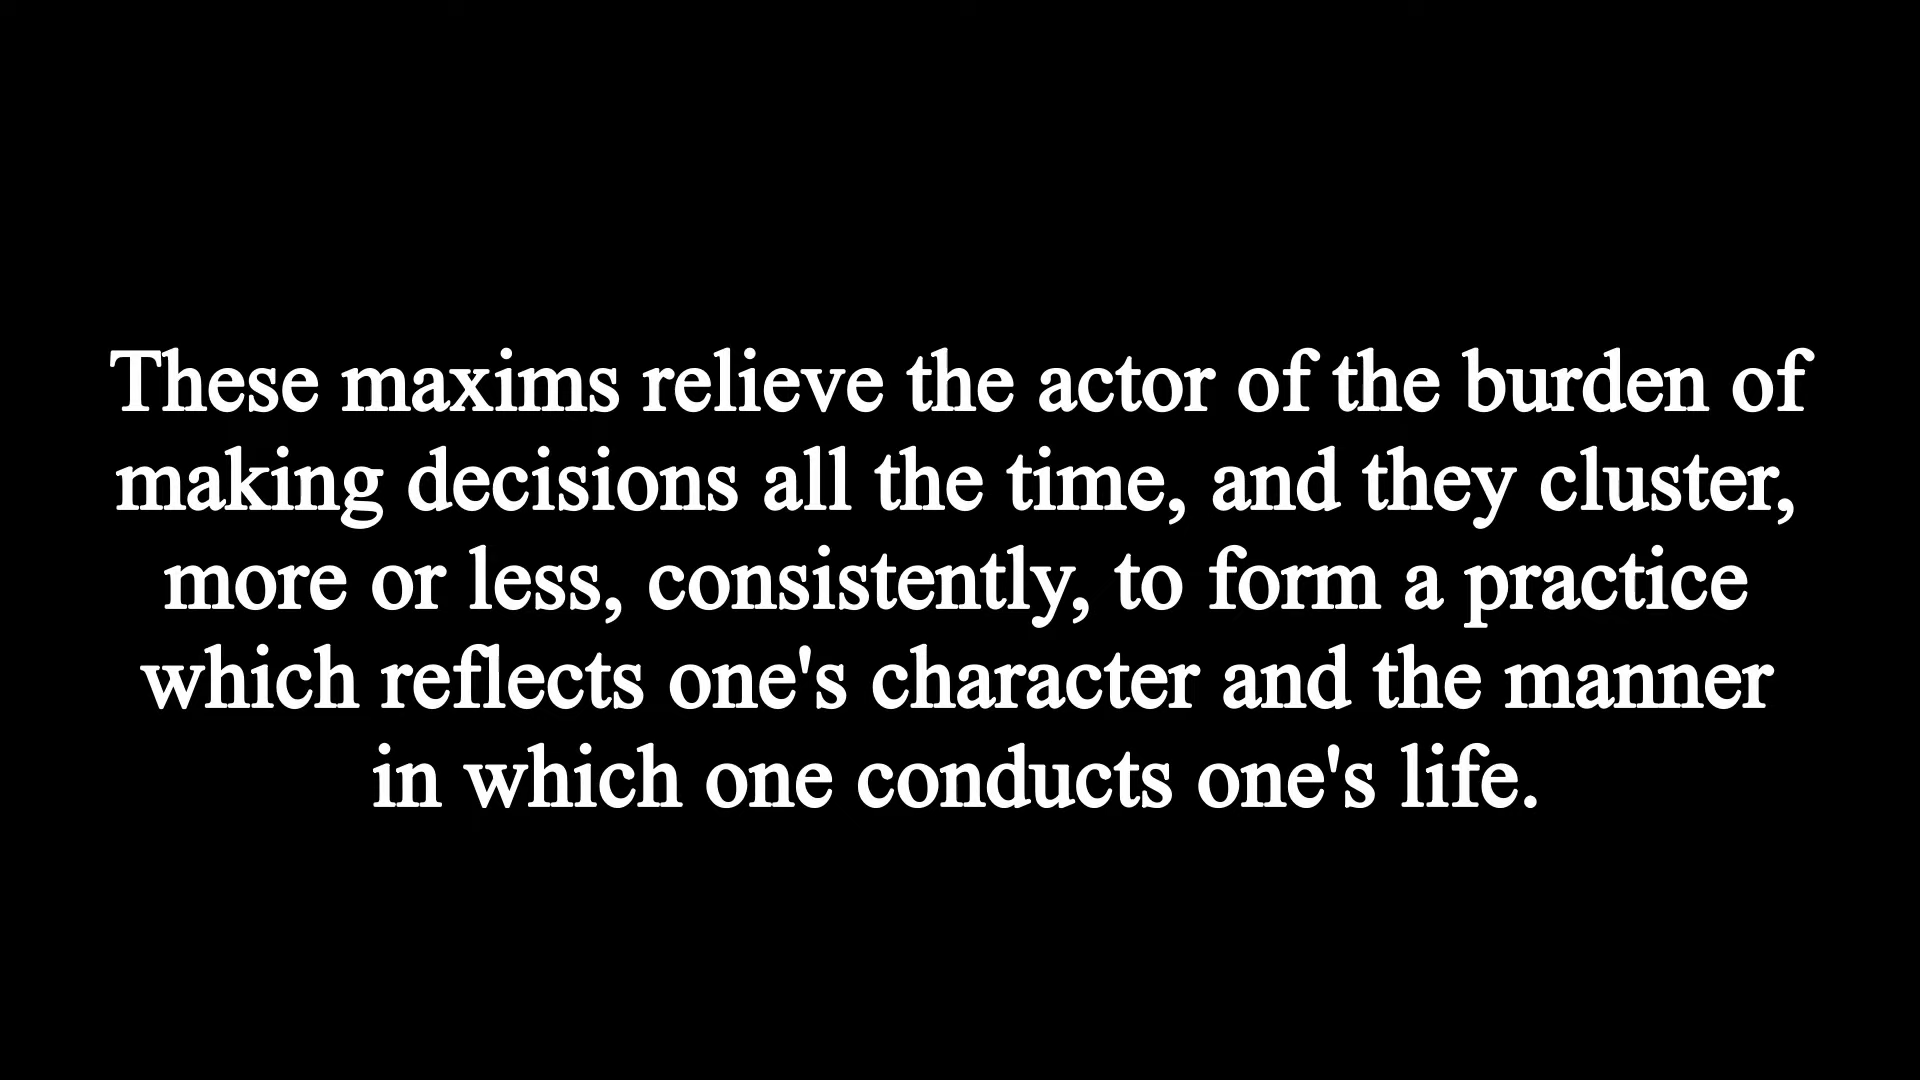 These maxims relieve the actor of the burden of
making decisions all the time, and they cluster,
more or less, consistently, to form a practice
which reflects one's character and the manner
in which one conducts one's life.